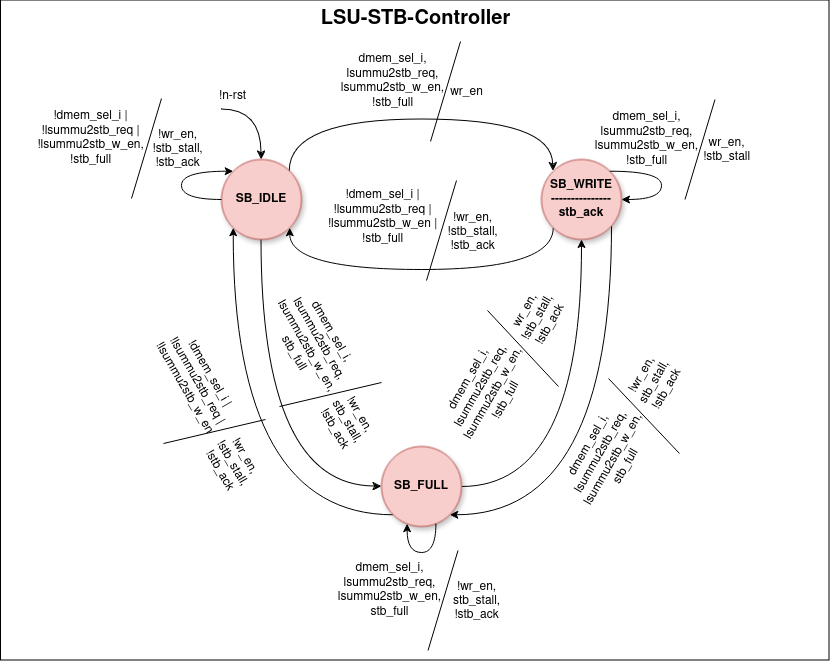 LSU-STB-Controller
dmem_sel_i,
lsummu2stb_req,
lsummu2stb_w_en,
!stb_full
wr_en
!n-rst
!dmem_sel_i |
!lsummu2stb_req |
!lsummu2stb_w_en,
!stb_full
!wr_en,
!stb_stall,
!stb_ack
dmem_sel_i,
lsummu2stb_req,
lsummu2stb_w_en,
!stb_full
wr_en,
!stb_stall
SB_IDLE
SB_WRITE
---------------
stb_ack
!dmem_sel_i |
!lsummu2stb_req |
!lsummu2stb_w_en |
!stb_full
!wr_en,
!stb_stall,
!stb_ack
!dmem_sel_i |
!lsummu2stb_req |
!lsummu2stb_w_en
!wr_en,
!stb_stall,
!stb_ack
dmem_sel_i,
lsummu2stb_req,
lsummu2stb_w_en,
stb_full
!wr_en,
stb_stall,
!stb_ack
dmem_sel_i,
lsummu2stb_req,
lsummu2stb_w_en,
!stb_full
wr_en,
!stb_stall,
!stb_ack
dmem_sel_i,
lsummu2stb_req,
lsummu2stb_w_en,
stb_full
!wr_en,
stb_stall,
!stb_ack
SB_FULL
dmem_sel_i,
lsummu2stb_req,
lsummu2stb_w_en,
stb_full
!wr_en,
stb_stall,
!stb_ack